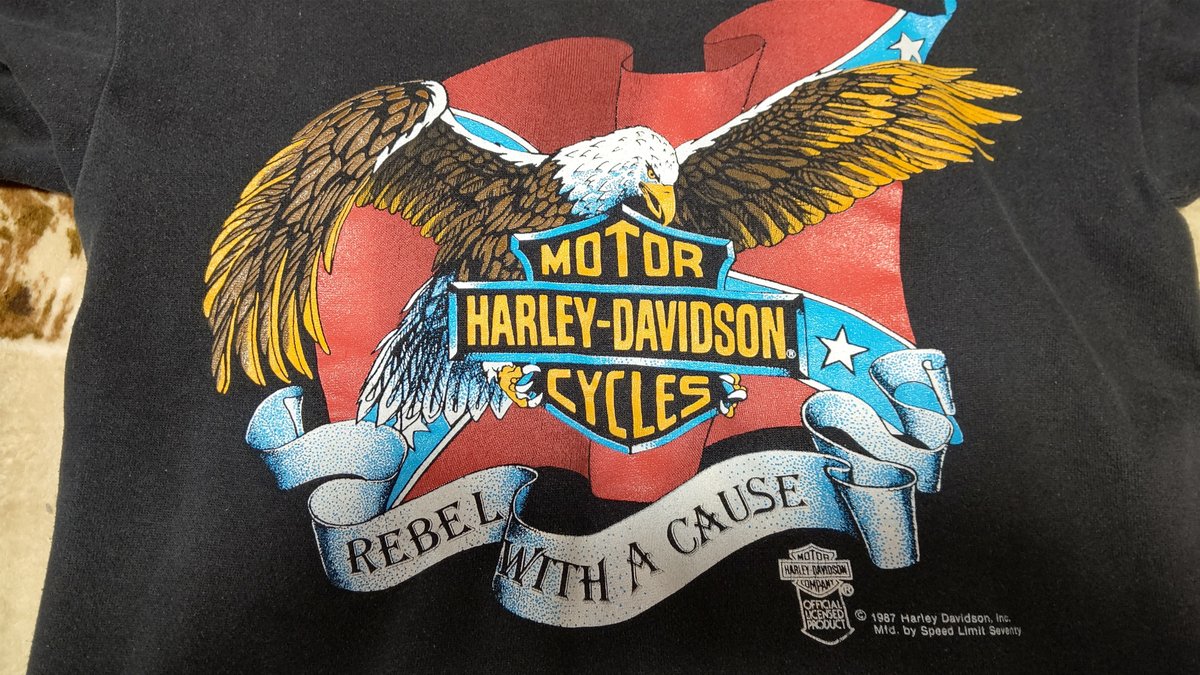 MOTOR
HARLEY-DAVIDSON®
CYCLES
REBEL WITH A CAUSE
MOTOR
HARLEY-DAVIDSON
COMPANY
®
OFFICIAL
LICENSED
PRODUCT
© 1987 Harley Davidson, Inc.
Mfd. by Speed Limit Seventy